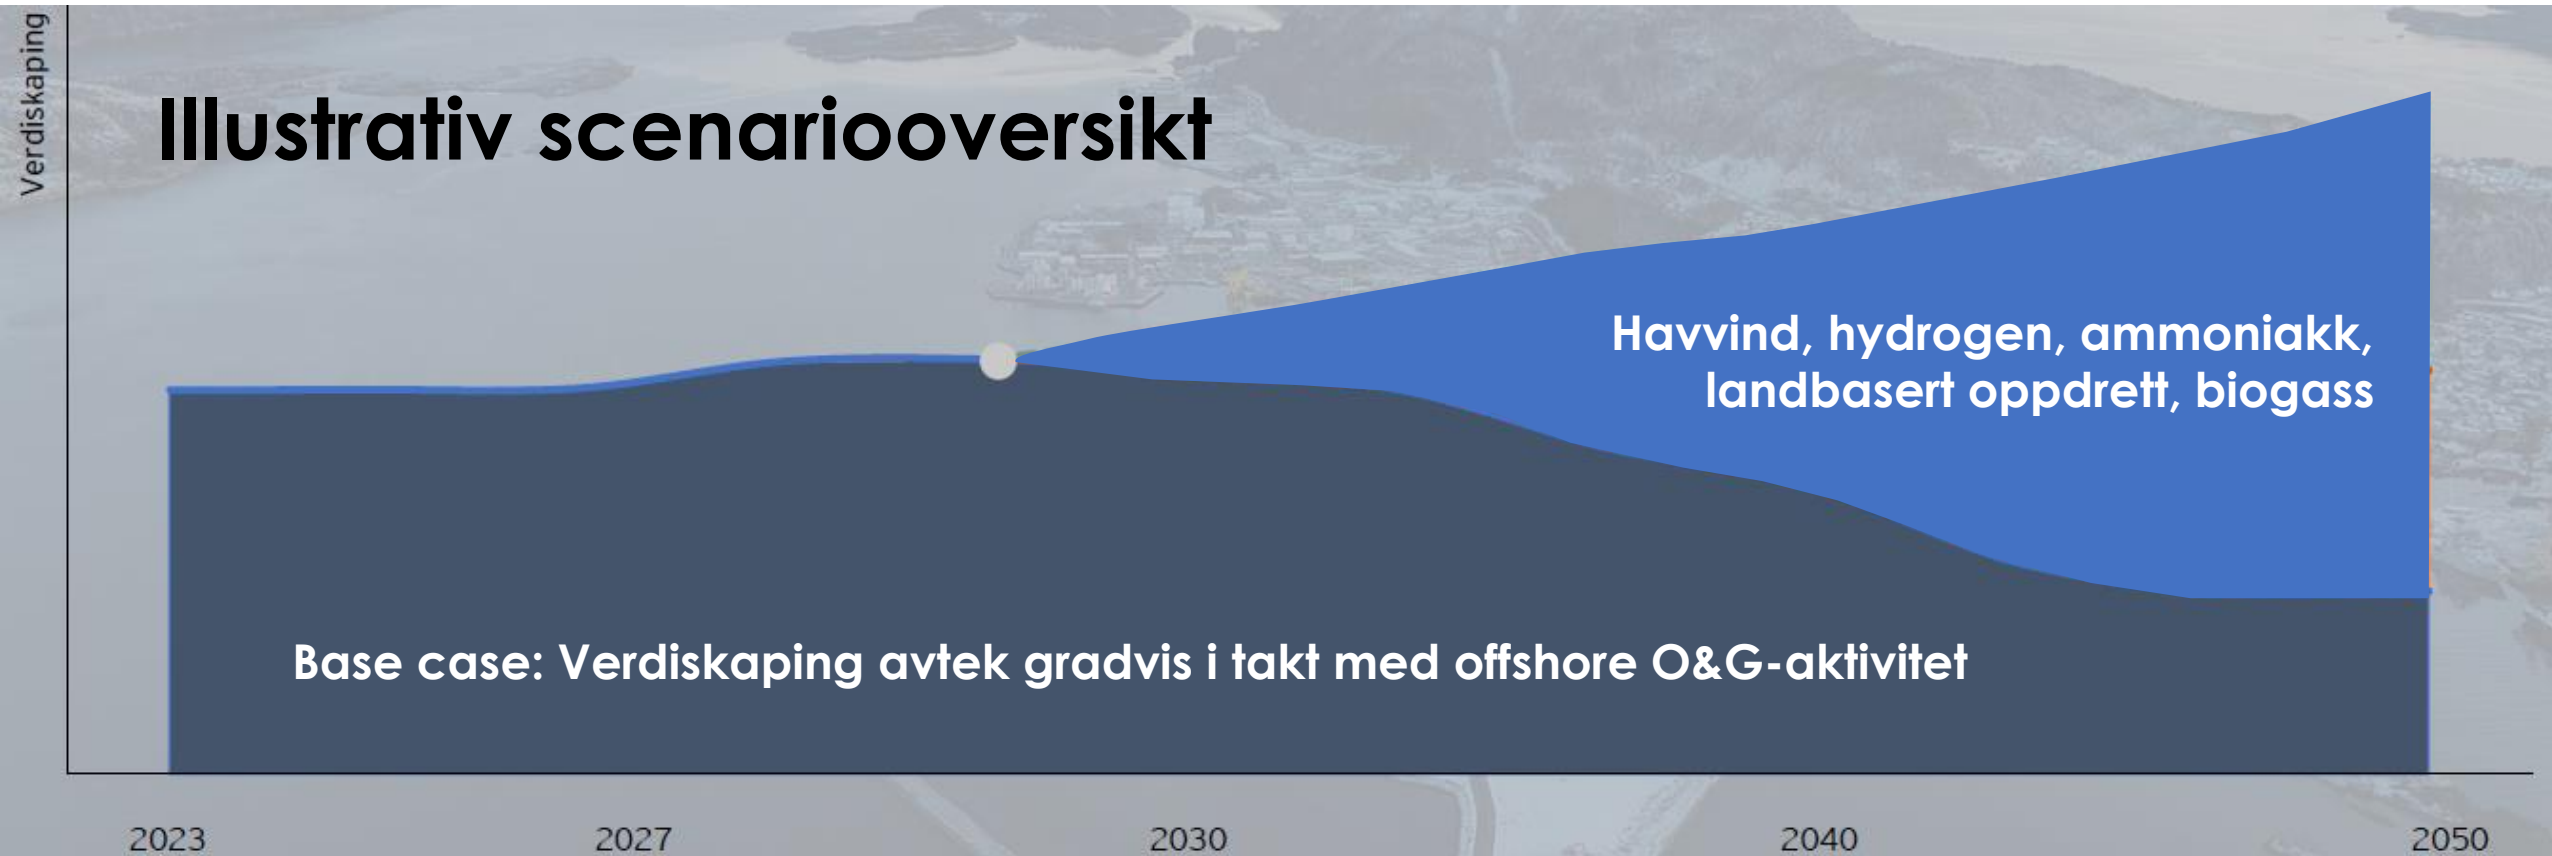 Verdiskaping
Illustrativ scenariooversikt
Havvind, hydrogen, ammoniakk,
landbasert oppdrett, biogass
Base case: Verdiskaping avtek gradvis i takt med offshore O&G-aktivitet
2023 2027 2030 2040 2050